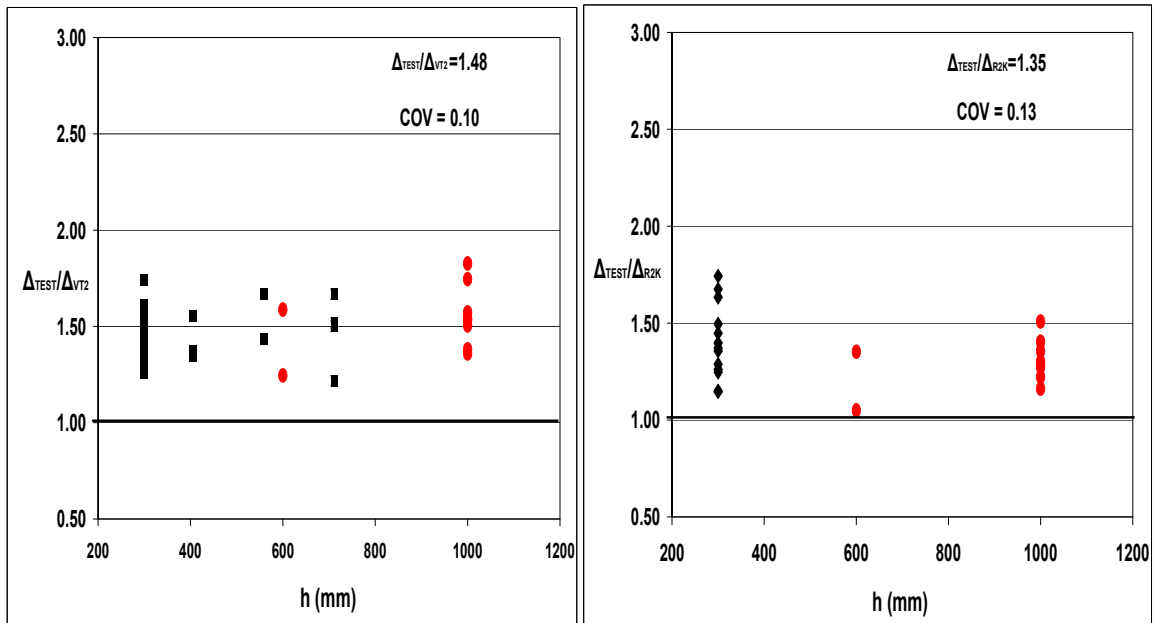 3.00
2.50
2.00
1.50
1.00
0.50
ΔTEST/ΔVT2=1.48
COV = 0.10
ΔTEST/ΔVT2
200 400 600 800 1000 1200
h (mm)
3.00
2.50
2.00
1.50
1.00
0.50
ΔTEST/ΔR2K=1.35
COV = 0.13
ΔTEST/ΔR2K
200 400 600 800 1000 1200
h (mm)